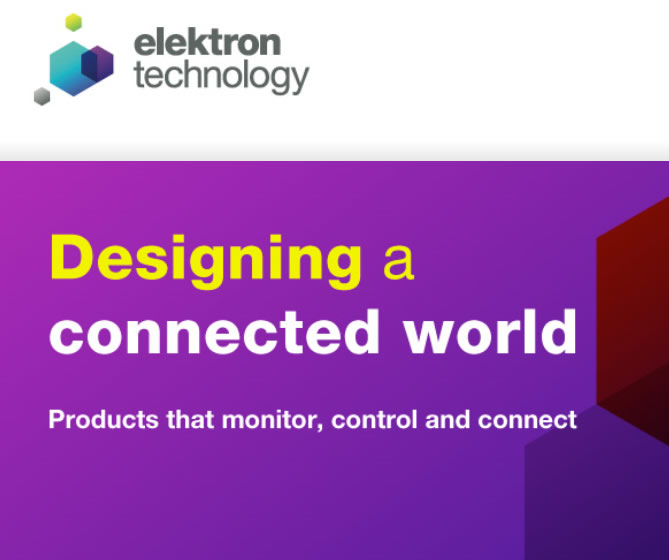 elektron
technology
Designing a
connected world
Products that monitor, control and connect